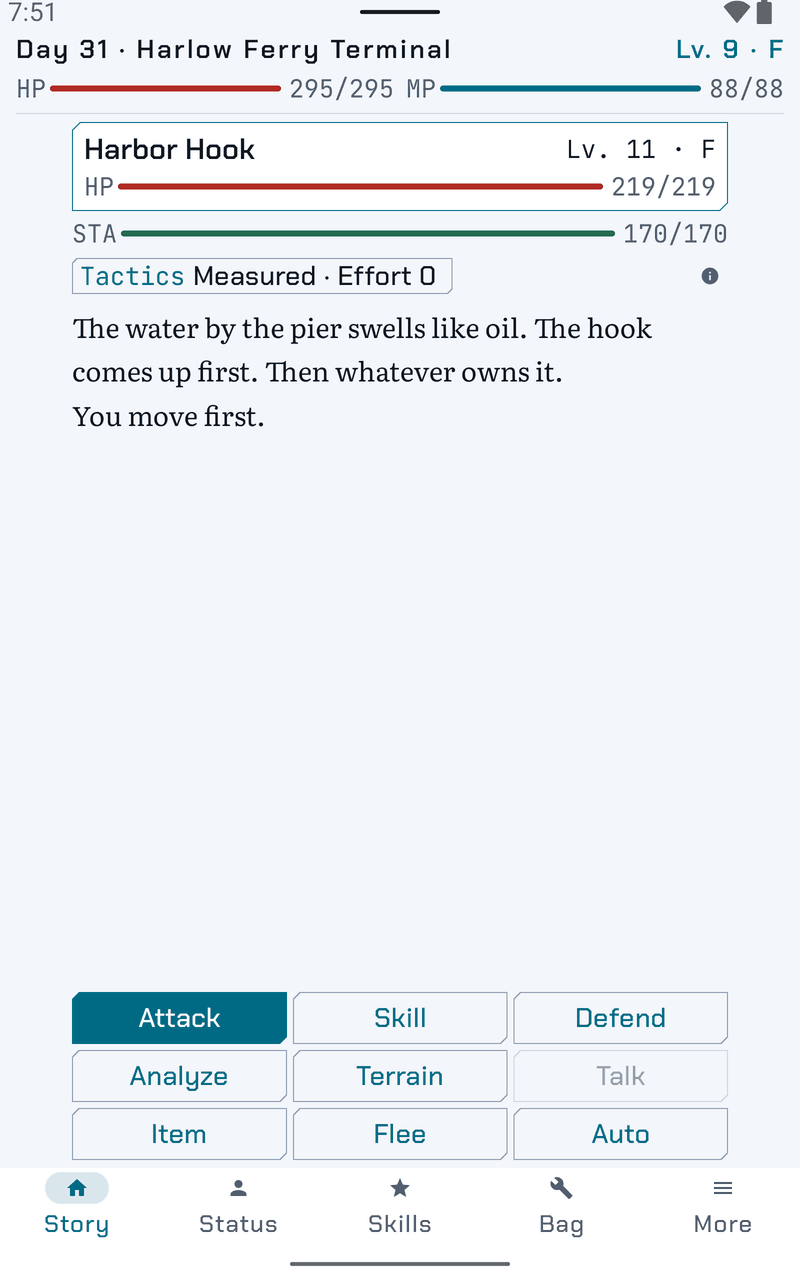 7:51
Day 31 · Harlow Ferry Terminal Lv. 9 · F
HP 295/295 MP 88/88
Harbor Hook Lv. 11 · F
HP 219/219
STA 170/170
Tactics Measured · Effort 0
The water by the pier swells like oil. The hook
comes up first. Then whatever owns it.
You move first.
Attack Skill Defend
Analyze Terrain Talk
Item Flee Auto
Story Status Skills Bag More